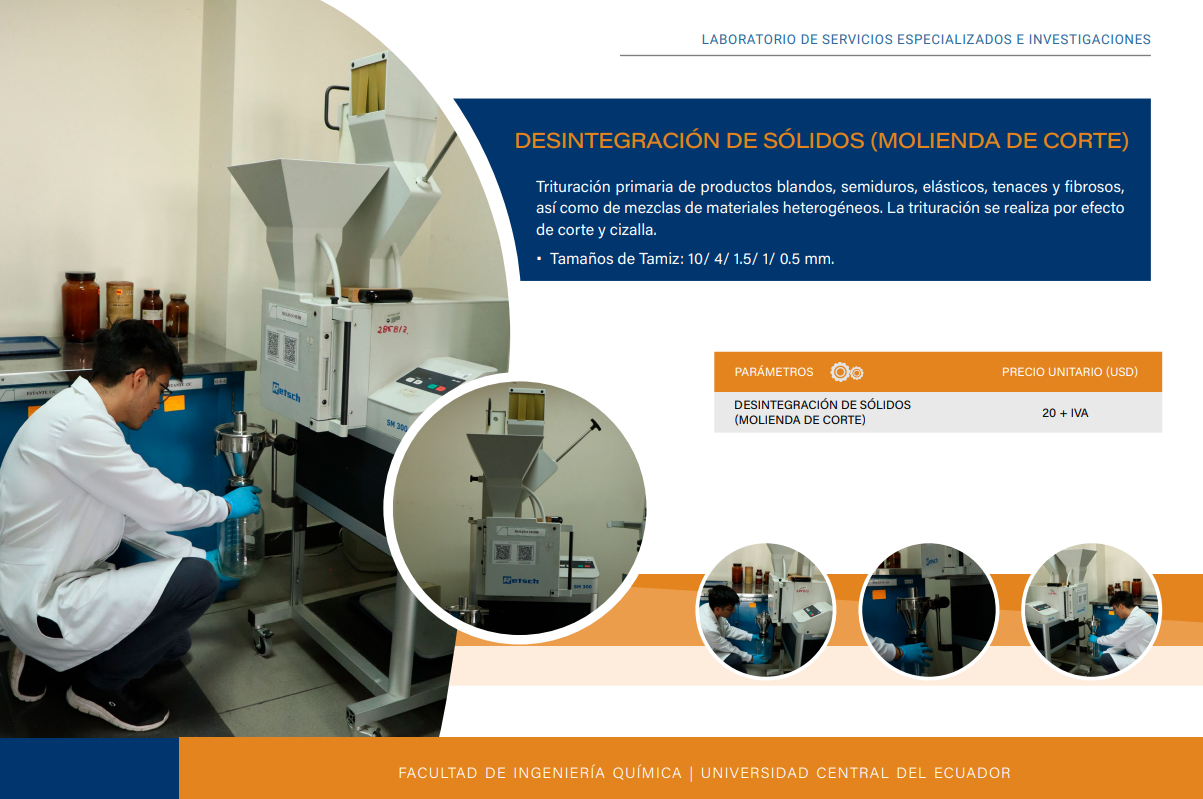 LABORATORIO DE SERVICIOS ESPECIALIZADOS E INVESTIGACIONES
DESINTEGRACIÓN DE SÓLIDOS (MOLIENDA DE CORTE)
Trituración primaria de productos blandos, semiduros, elásticos, tenaces y fibrosos,
así como de mezclas de materiales heterogéneos. La trituración se realiza por efecto
de corte y cizalla.
▪ Tamaños de Tamiz: 10/ 4/ 1.5/ 1/ 0.5 mm.
PARÁMETROS PRECIO UNITARIO (USD)
DESINTEGRACIÓN DE SÓLIDOS
(MOLIENDA DE CORTE)
20 + IVA
Retsch
SM 300
Retsch
SM 300
FACULTAD DE INGENIERÍA QUÍMICA | UNIVERSIDAD CENTRAL DEL ECUADOR